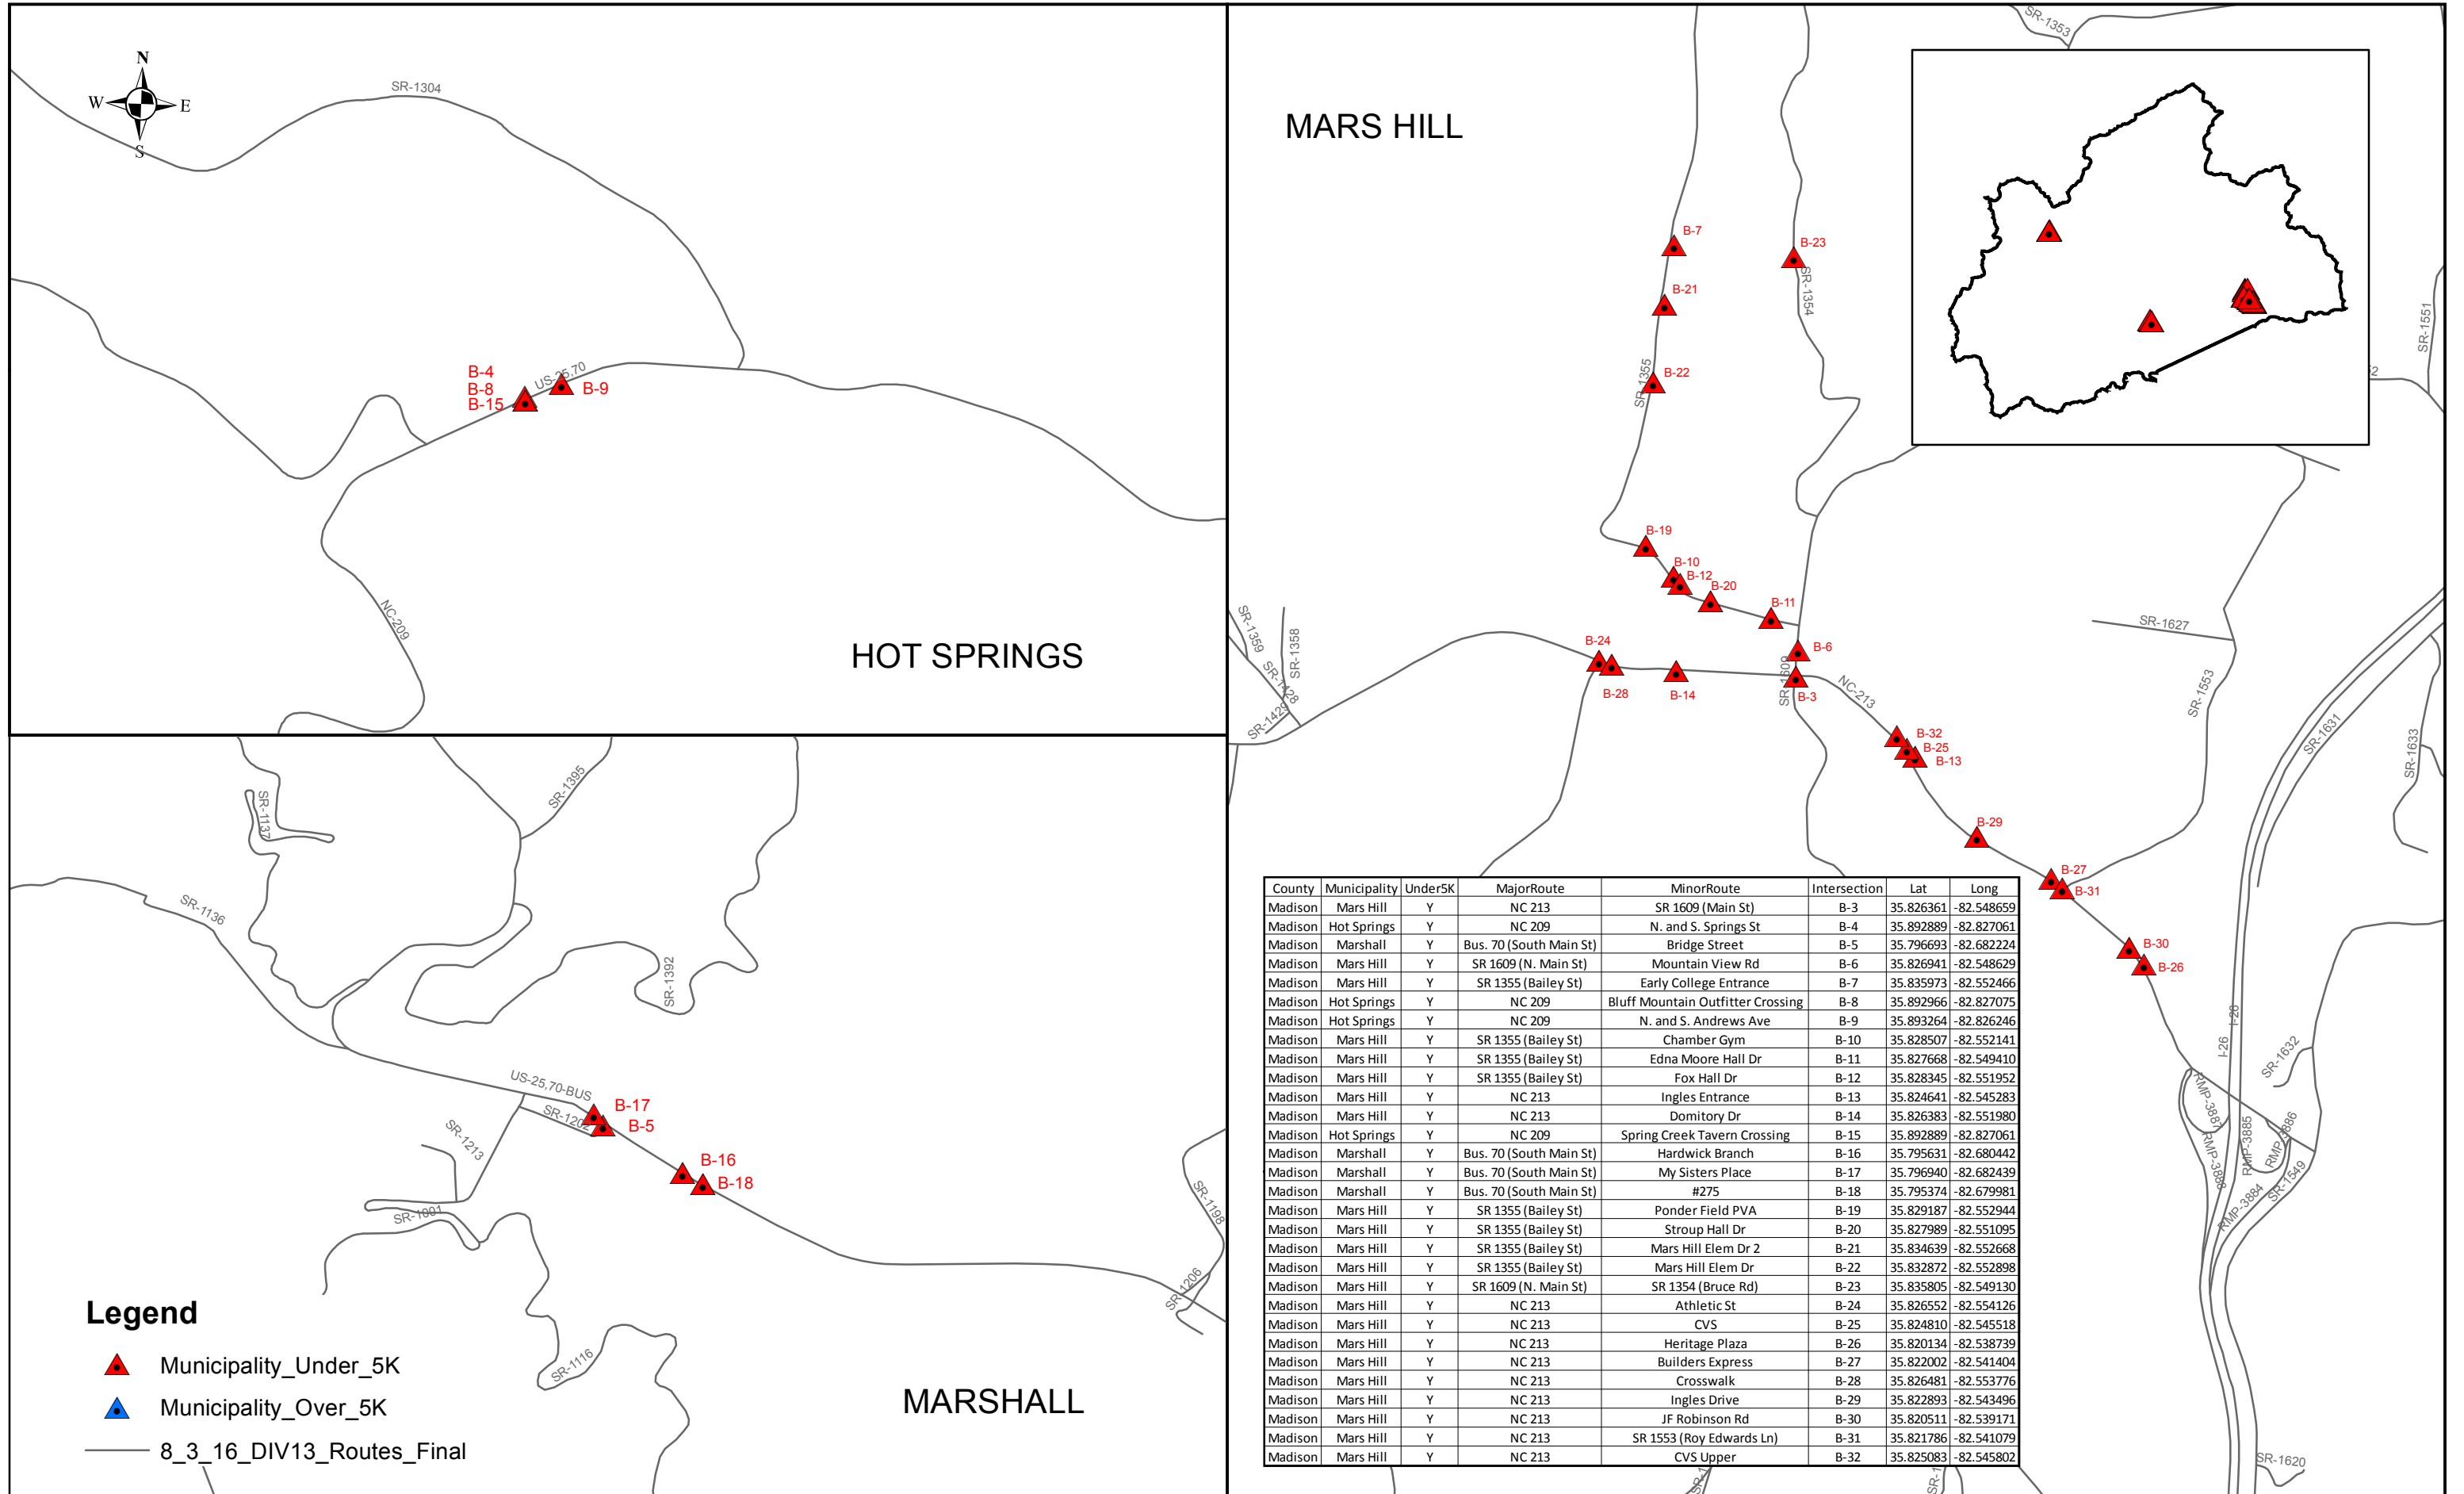 N
W E
S
SR-1304
B-4
B-8
B-15
US-25,70
B-9
NC-209
HOT SPRINGS
SR-1137
SR-1395
SR-1136
SR-1392
US-25,70-BUS
SR-1202
B-17
B-5
SR-1213
B-16
B-18
SR-1001
SR-1198
SR-1206
SR-1116
MARSHALL
Legend
Municipality_Under_5K
Municipality_Over_5K
8_3_16_DIV13_Routes_Final
MARS HILL
SR-1353
B-7
B-23
SR-1354
B-21
SR-1355
B-22
SR-1551
B-19
B-10
B-12
B-20
B-11
SR-1359
SR-1358
SR-1428
SR-1429
B-24
B-28
B-14
B-6
SR-1609
B-3
NC-213
SR-1627
SR-1553
SR-1631
SR-1633
B-32
B-25
B-13
B-29
B-27
B-31
B-30
B-26
I-26
I-26
SR-1632
RMP-3887
RMP-3888
RMP-3885
RMP-3886
RMP-3884
SR-1549
SR-1620
County Municipality Under5K MajorRoute MinorRoute Intersection Lat Long
Madison Mars Hill Y NC 213 SR 1609 (Main St) B-3 35.826361 -82.548659
Madison Hot Springs Y NC 209 N. and S. Springs St B-4 35.892889 -82.827061
Madison Marshall Y Bus. 70 (South Main St) Bridge Street B-5 35.796693 -82.682224
Madison Mars Hill Y SR 1609 (N. Main St) Mountain View Rd B-6 35.826941 -82.548629
Madison Mars Hill Y SR 1355 (Bailey St) Early College Entrance B-7 35.835973 -82.552466
Madison Hot Springs Y NC 209 Bluff Mountain Outfitter Crossing B-8 35.892966 -82.827075
Madison Hot Springs Y NC 209 N. and S. Andrews Ave B-9 35.893264 -82.826246
Madison Mars Hill Y SR 1355 (Bailey St) Chamber Gym B-10 35.828507 -82.552141
Madison Mars Hill Y SR 1355 (Bailey St) Edna Moore Hall Dr B-11 35.827668 -82.549410
Madison Mars Hill Y SR 1355 (Bailey St) Fox Hall Dr B-12 35.828345 -82.551952
Madison Mars Hill Y NC 213 Ingles Entrance B-13 35.824641 -82.545283
Madison Mars Hill Y NC 213 Domitory Dr B-14 35.826383 -82.551980
Madison Hot Springs Y NC 209 Spring Creek Tavern Crossing B-15 35.892889 -82.827061
Madison Marshall Y Bus. 70 (South Main St) Hardwick Branch B-16 35.795631 -82.680442
Madison Marshall Y Bus. 70 (South Main St) My Sisters Place B-17 35.796940 -82.682439
Madison Marshall Y Bus. 70 (South Main St) #275 B-18 35.795374 -82.679981
Madison Mars Hill Y SR 1355 (Bailey St) Ponder Field PVA B-19 35.829187 -82.552944
Madison Mars Hill Y SR 1355 (Bailey St) Stroup Hall Dr B-20 35.827989 -82.551095
Madison Mars Hill Y SR 1355 (Bailey St) Mars Hill Elem Dr 2 B-21 35.834639 -82.552668
Madison Mars Hill Y SR 1355 (Bailey St) Mars Hill Elem Dr B-22 35.832872 -82.552898
Madison Mars Hill Y SR 1609 (N. Main St) SR 1354 (Bruce Rd) B-23 35.835805 -82.549130
Madison Mars Hill Y NC 213 Athletic St B-24 35.826552 -82.554126
Madison Mars Hill Y NC 213 CVS B-25 35.824810 -82.545518
Madison Mars Hill Y NC 213 Heritage Plaza B-26 35.820134 -82.538739
Madison Mars Hill Y NC 213 Builders Express B-27 35.822002 -82.541404
Madison Mars Hill Y NC 213 Crosswalk B-28 35.826481 -82.553776
Madison Mars Hill Y NC 213 Ingles Drive B-29 35.822893 -82.543496
Madison Mars Hill Y NC 213 JF Robinson Rd B-30 35.820511 -82.539171
Madison Mars Hill Y NC 213 SR 1553 (Roy Edwards Ln) B-31 35.821786 -82.541079
Madison Mars Hill Y NC 213 CVS Upper B-32 35.825083 -82.545802